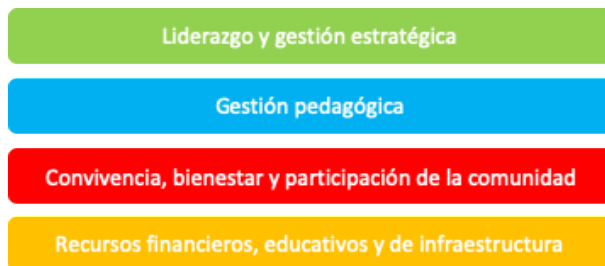 Liderazgo y gestión estratégica
Gestión pedagógica
Convivencia, bienestar y participación de la comunidad
Recursos financieros, educativos y de infraestructura